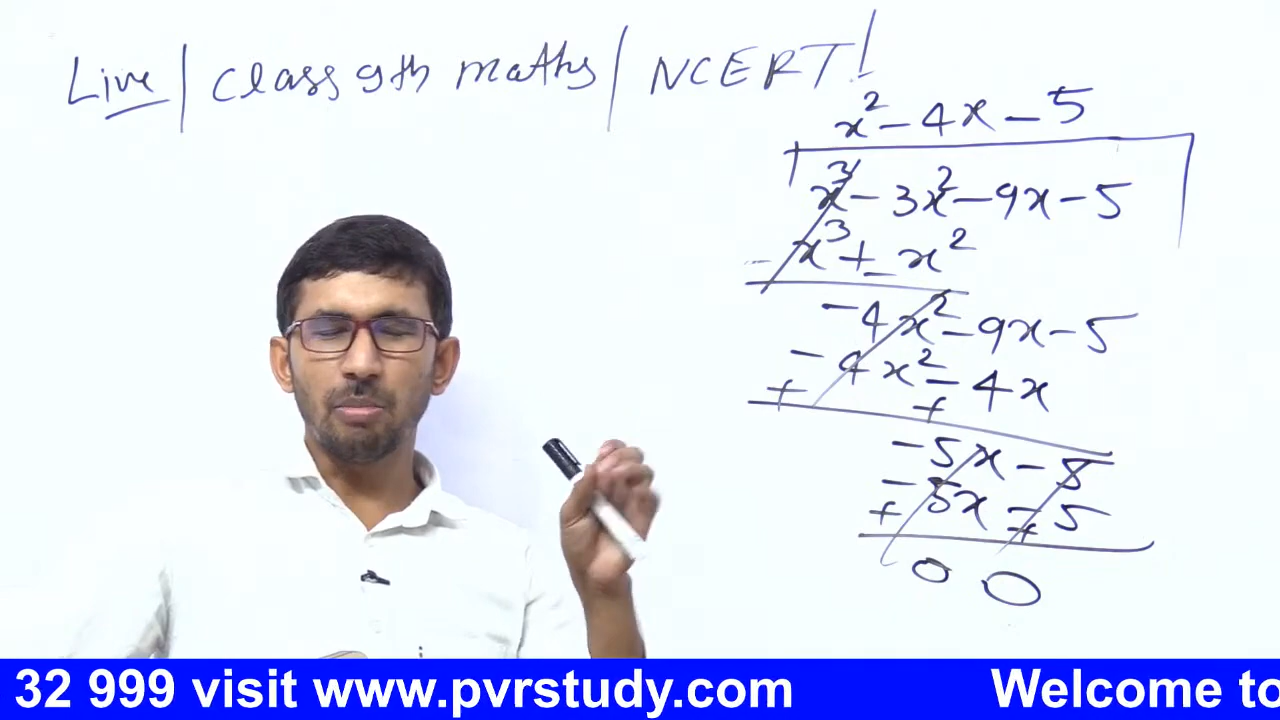 Live | Class 9th maths | NCERT!
x² - 4x - 5
x³ - 3x² - 9x - 5
- x³ + - x²
- 4x² - 9x - 5
- 4x² - 4x
+ +
- 5x - 5
- 5x - 5
+ +
0 0
32 999 visit www.pvrstudy.com Welcome to